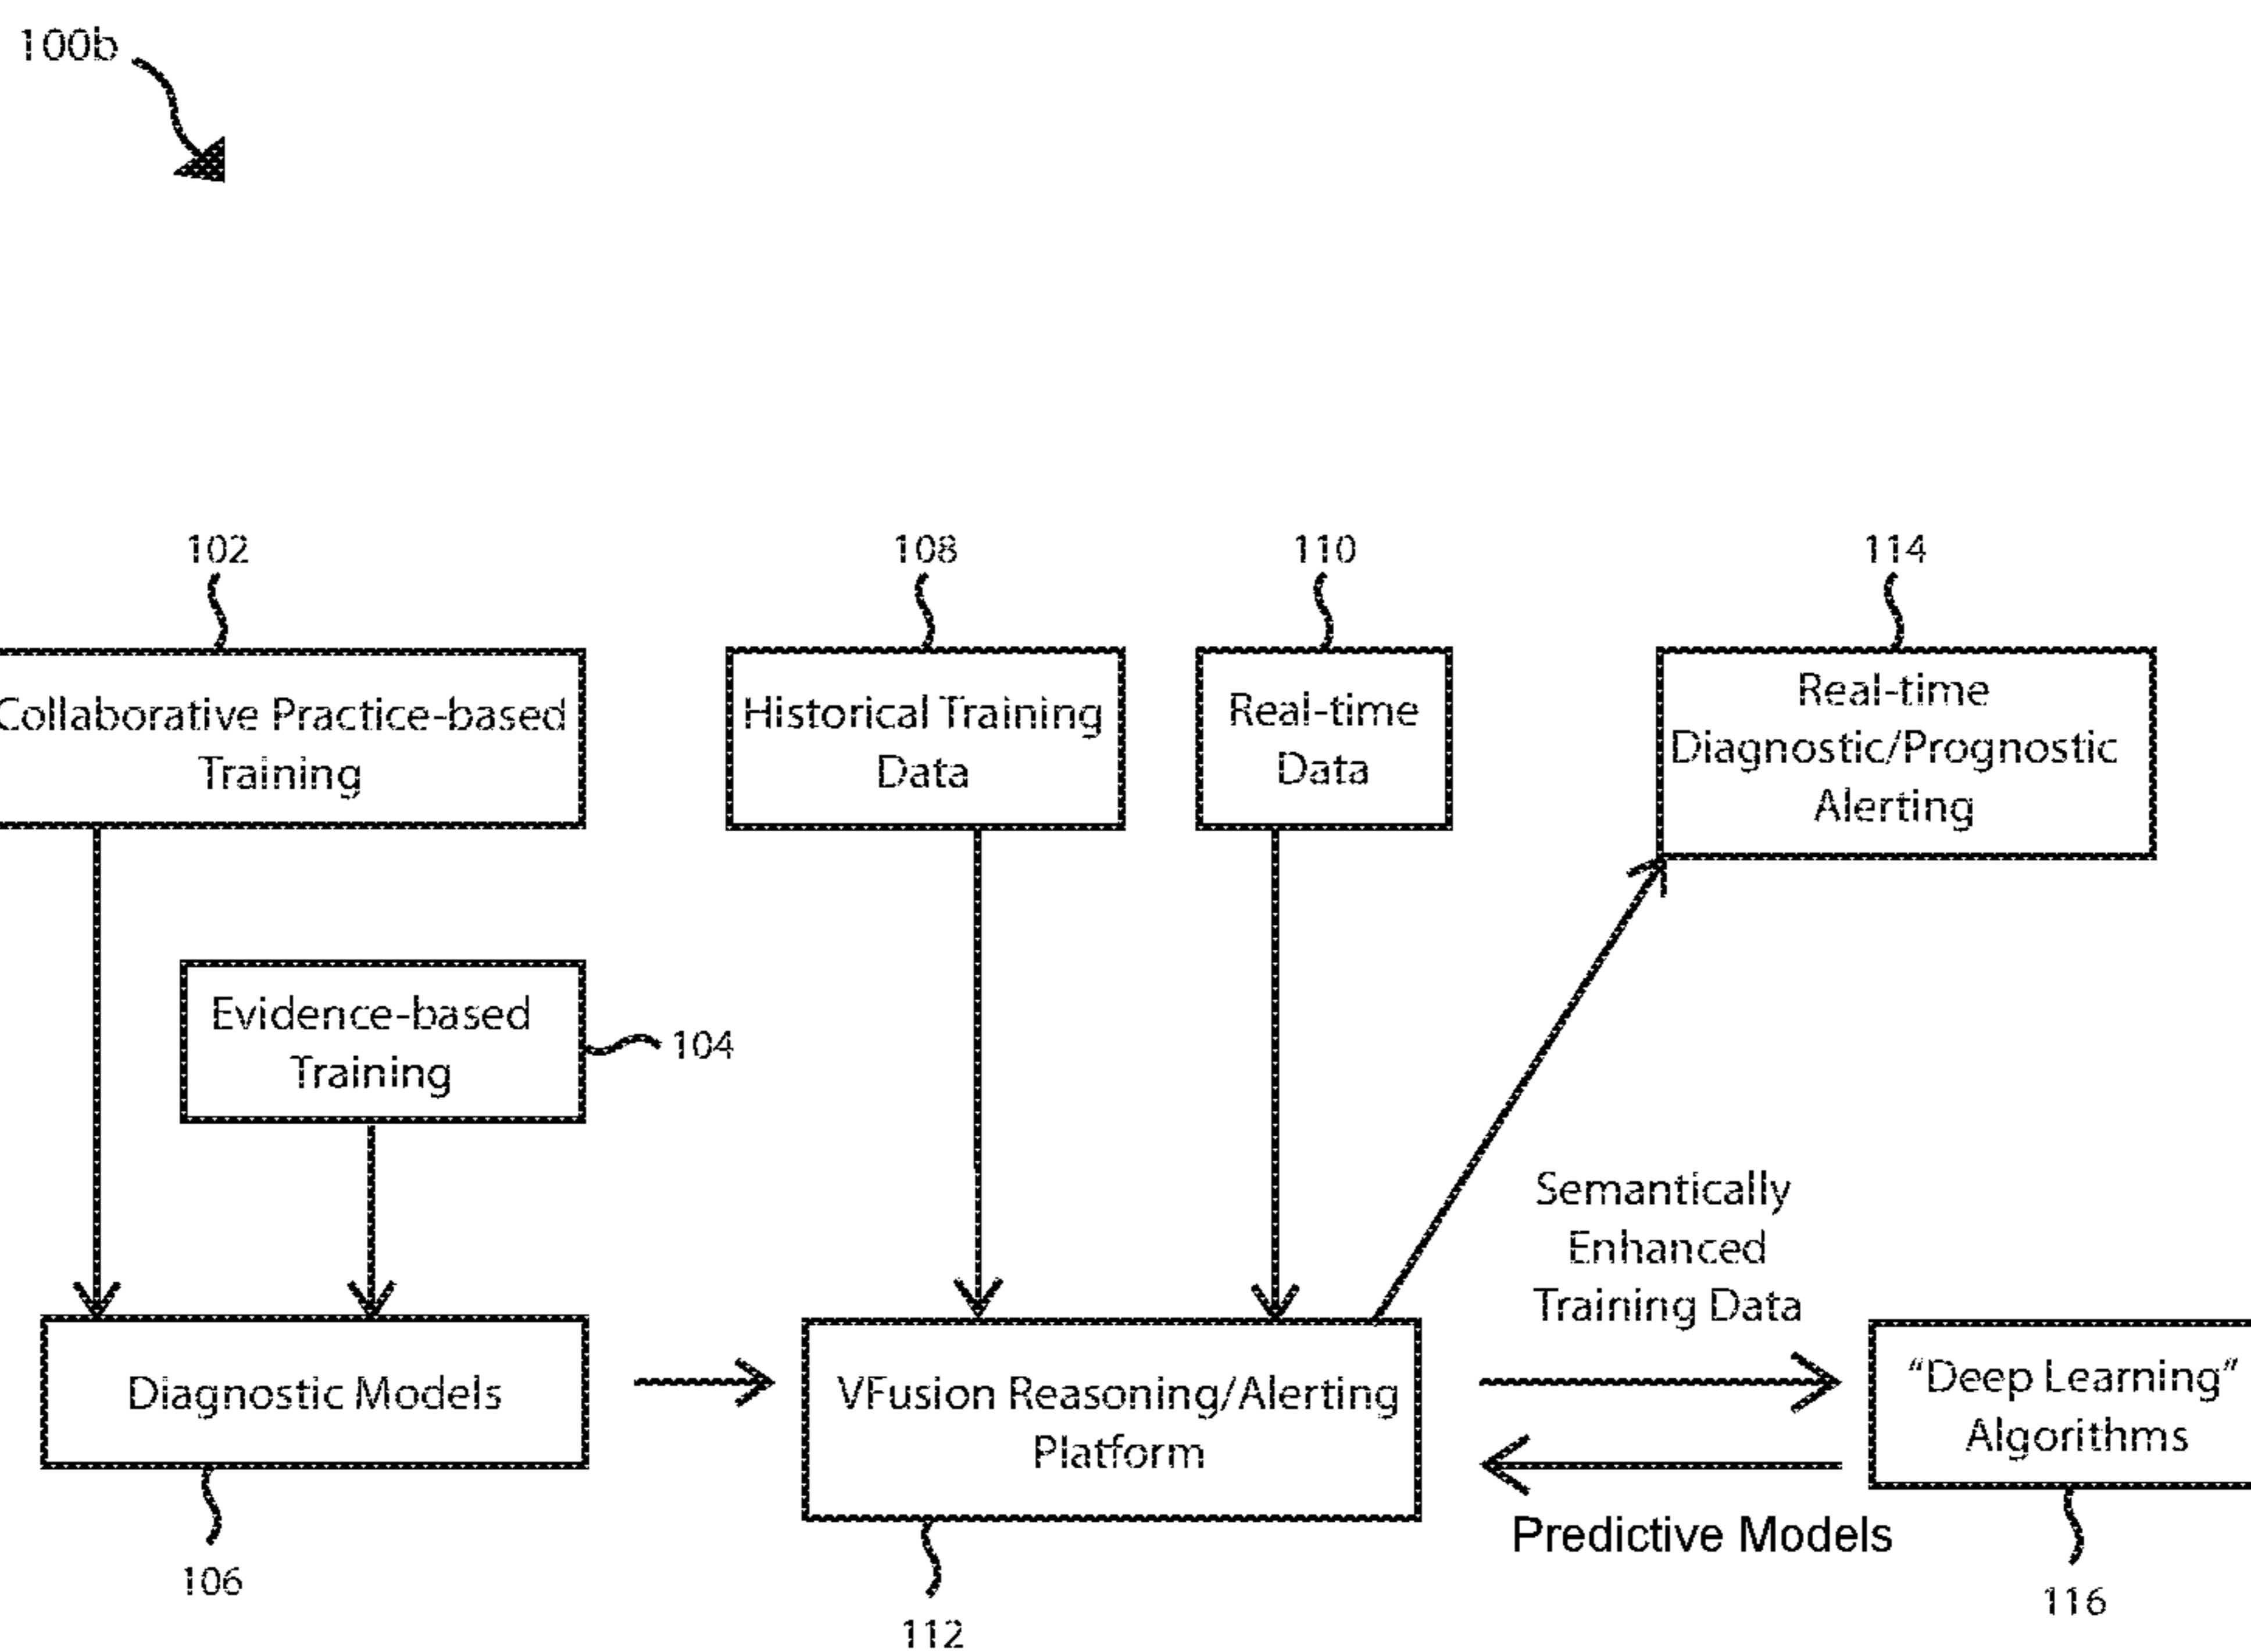 100b
102
108
110
114
Collaborative Practice-based
Training
Historical Training
Data
Real-time
Data
Real-time
Diagnostic/Prognostic
Alerting
Evidence-based
Training
104
Semantically
Enhanced
Training Data
Diagnostic Models
VFusion Reasoning/Alerting
Platform
“Deep Learning”
Algorithms
Predictive Models
106
112
116